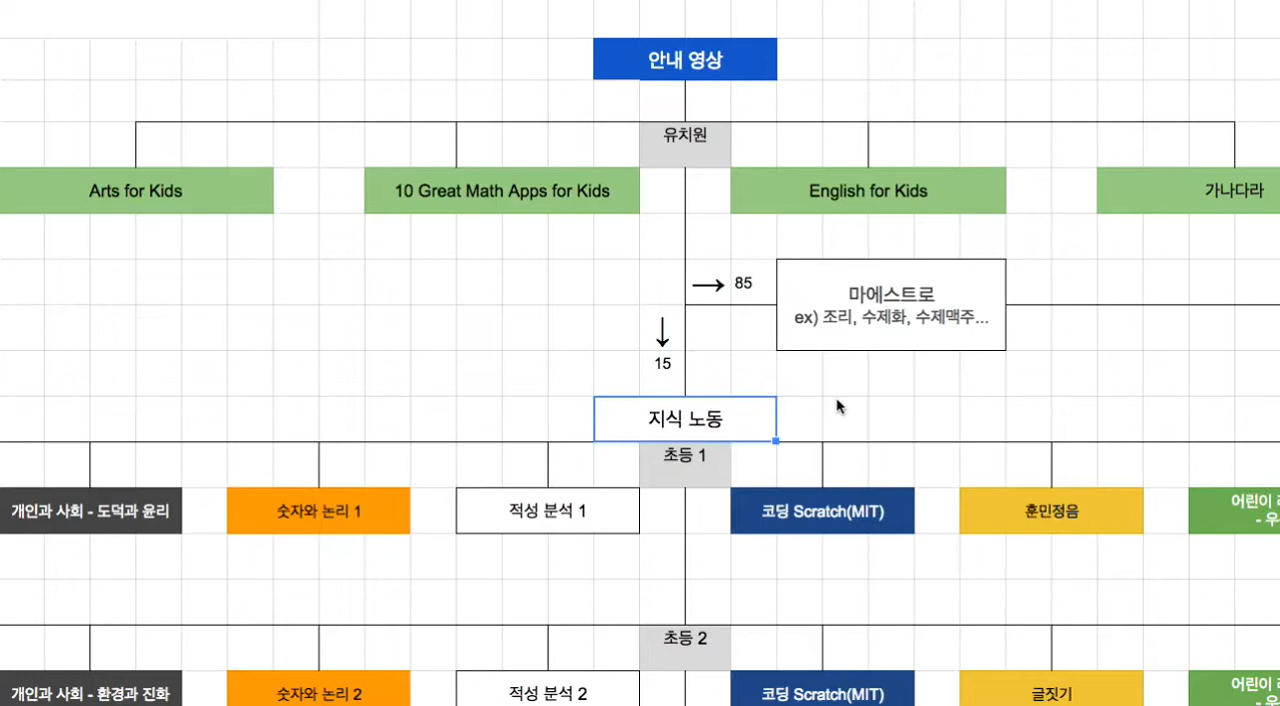 안내 영상
유치원
Arts for Kids
10 Great Math Apps for Kids
English for Kids
가나다라
85
마에스트로
ex) 조리, 수제화, 수제맥주...
15
지식 노동
초등 1
개인과 사회 - 도덕과 윤리
숫자와 논리 1
적성 분석 1
코딩 Scratch(MIT)
훈민정음
어린이
- 우
초등 2
개인과 사회 - 환경과 진화
숫자와 논리 2
적성 분석 2
코딩 Scratch(MIT)
글짓기
어린이